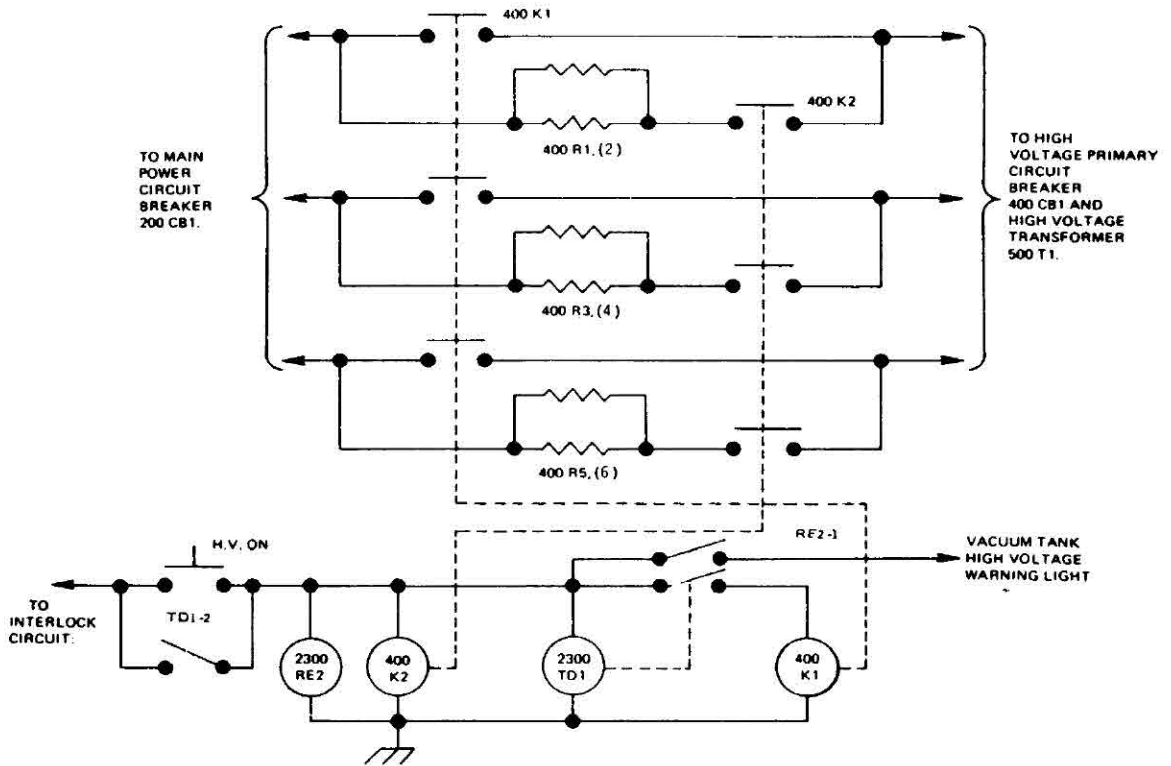 400 K1
400 K2
400 R1, (2)
TO MAIN
POWER
CIRCUIT
BREAKER
200 CB1.
TO HIGH
VOLTAGE PRIMARY
CIRCUIT
BREAKER
400 CB1 AND
HIGH VOLTAGE
TRANSFORMER
500 T1.
400 R3, (4)
400 R5, (6)
H.V. ON
RE2-1
VACUUM TANK
HIGH VOLTAGE
WARNING LIGHT
TO
INTERLOCK
CIRCUIT:
TD1-2
2300
RE2
400
K2
2300
TD1
400
K1